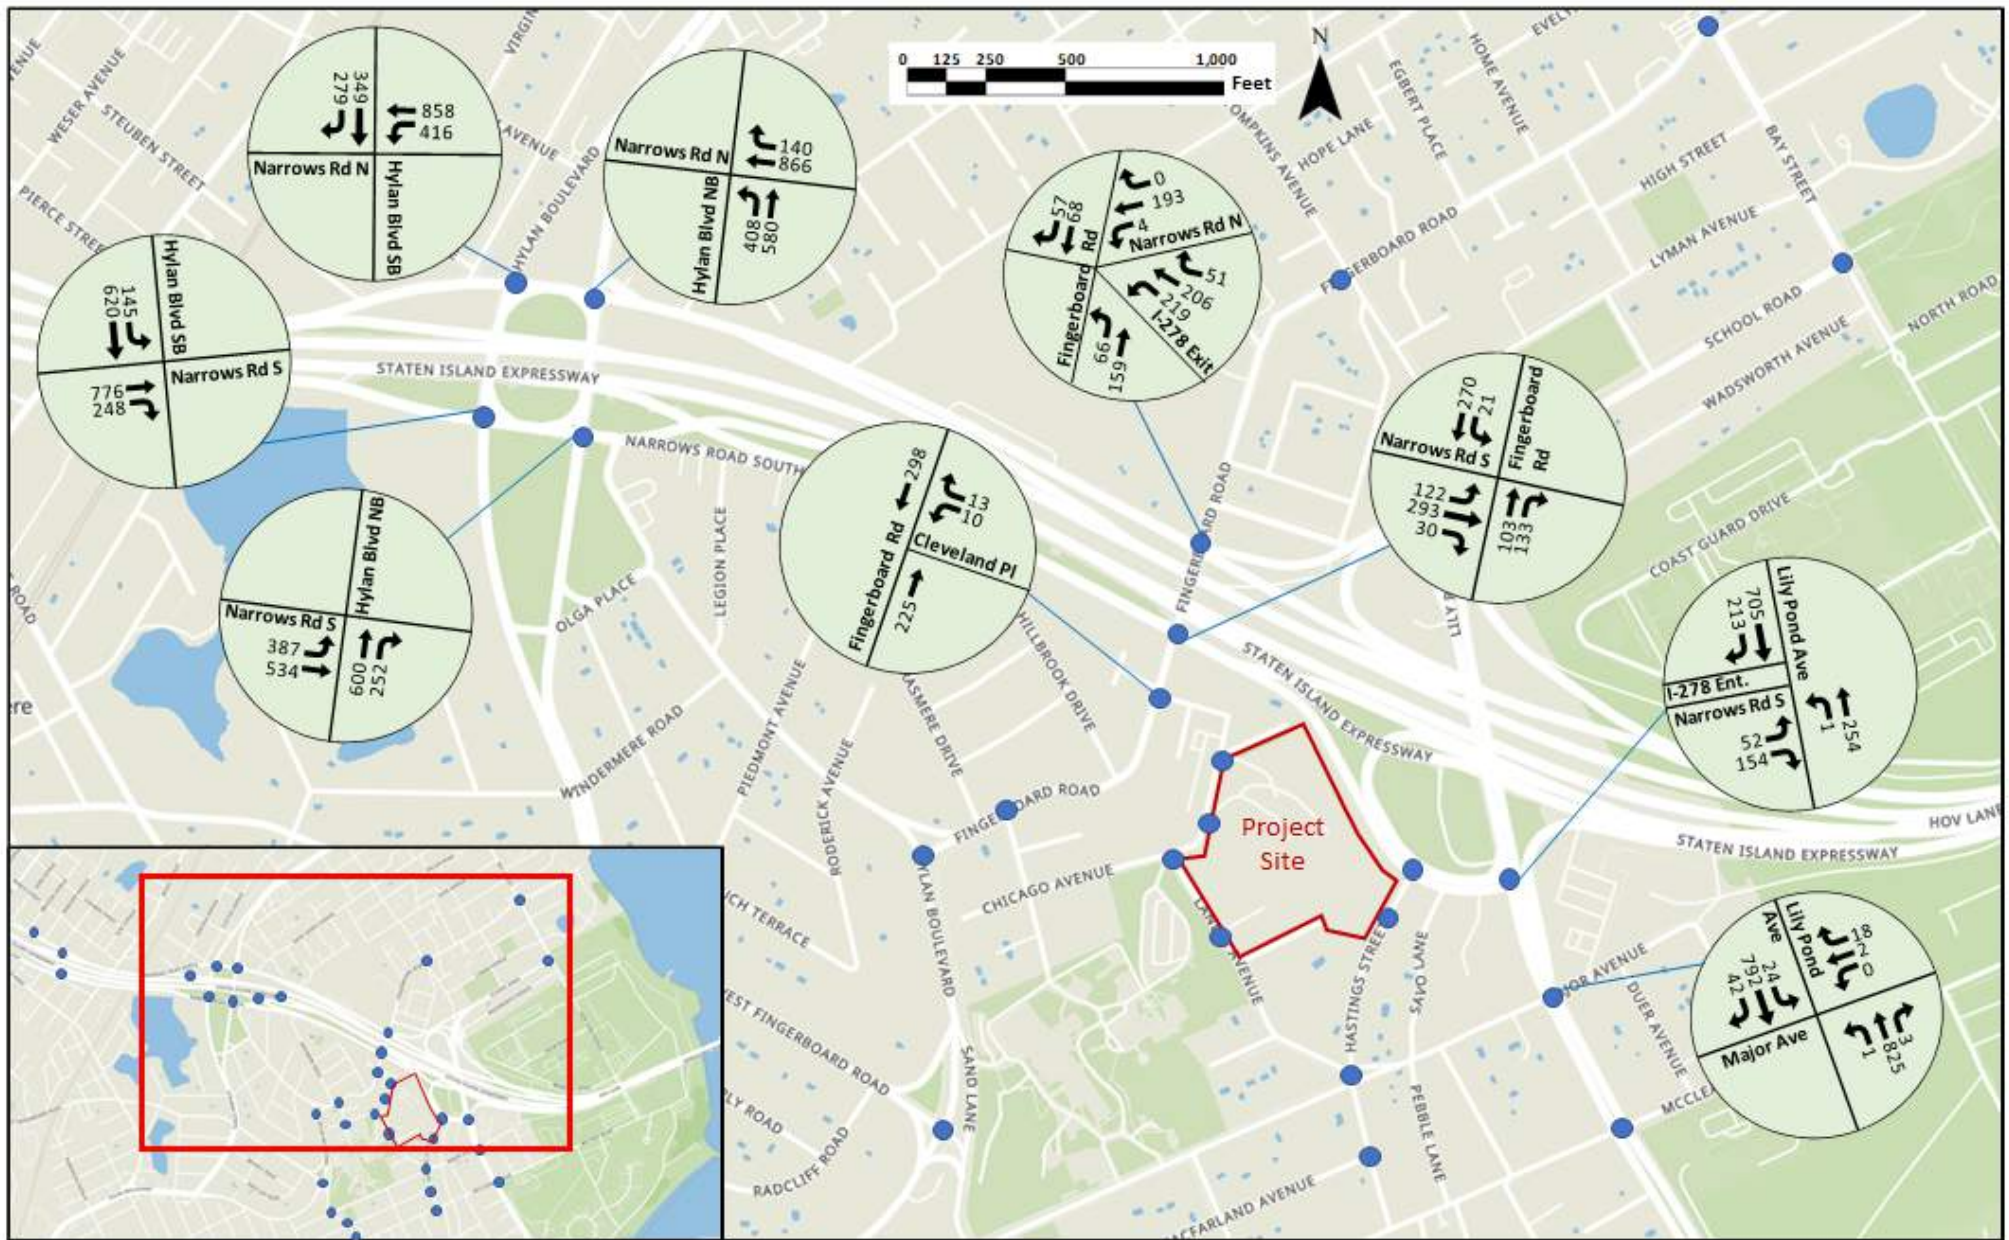 WESER AVENUE
STEUBEN STREET
PIERCE STREE
349
279
858
416
Narrows Rd N
Hylan Blvd SB
AVENUE
HYLAN BOULEVARD
140
866
Narrows Rd N
Hylan Blvd NB
408
580
0 125 250 500 1,000
Feet
N
EGBERT PLACE
HOME AVENUE
HOPE LANE
HIGH STREET
BAY STREET
LYMAN AVENUE
SCHOOL ROAD
NORTH ROAD
WADSWORTH AVENUE
57
68
0
193
4
Narrows Rd N
Fingerboard
Rd
51
206
219
I-278 Exit
66
159
Hylan Blvd SB
145
620
776
248
Narrows Rd S
STATEN ISLAND EXPRESSWAY
NARROWS ROAD SOUTH
270
21
Fingerboard
Rd
Narrows Rd S
122
293
30
103
133
COAST GUARD DRIVE
298
13
10
Cleveland Pl
Fingerboard Rd
225
Hylan Blvd NB
Narrows Rd S
387
534
600
252
OLGA PLACE
LEGION PLACE
HILLBROOK DRIVE
PIEDMONT AVENUE
WINDERMERE ROAD
RODERICK AVENUE
STATEN ISLAND EXPRESSWAY
Lily Pond Ave
705
213
I-278 Ent.
Narrows Rd S
52
154
1
254
HOV LANE
STATEN ISLAND EXPRESSWAY
CHICAGO AVENUE
Project
Site
HASTINGS STREET
SAVO LANE
DUER AVENUE
Lily Pond
Ave
18
2
0
24
792
42
Major Ave
1
825
3
SAND LANE
PEBBLE LANE
RADCLIFF ROAD